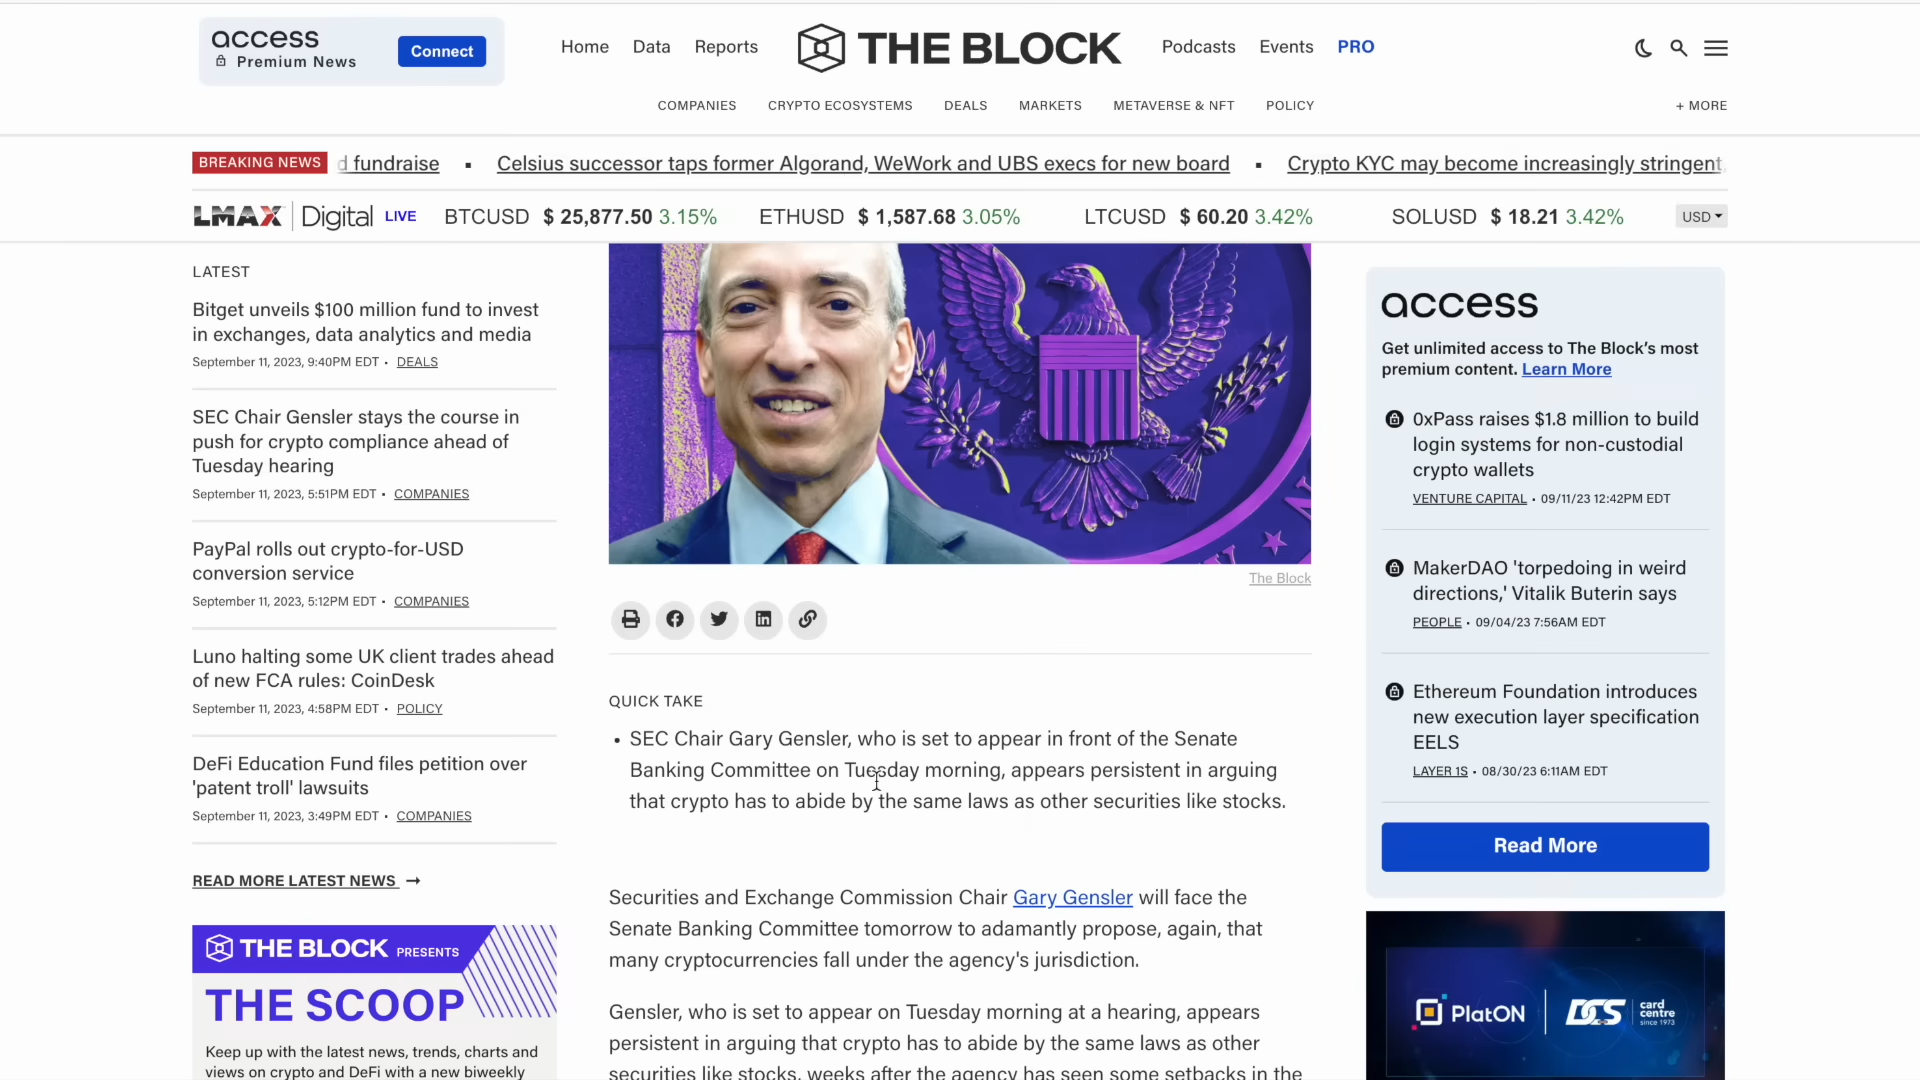 access
Premium News
Connect
Home
Data
Reports
THE BLOCK
Podcasts
Events
PRO
COMPANIES
CRYPTO ECOSYSTEMS
DEALS
MARKETS
METAVERSE & NFT
POLICY
+ MORE
BREAKING NEWS
d fundraise ▪ Celsius successor taps former Algorand, WeWork and UBS execs for new board ▪ Crypto KYC may become increasingly stringent,
LMAX Digital LIVE
BTCUSD $ 25,877.50 3.15%
ETHUSD $ 1,587.68 3.05%
LTCUSD $ 60.20 3.42%
SOLUSD $ 18.21 3.42%
USD
LATEST
Bitget unveils $100 million fund to invest
in exchanges, data analytics and media
September 11, 2023, 9:40PM EDT • DEALS
SEC Chair Gensler stays the course in
push for crypto compliance ahead of
Tuesday hearing
September 11, 2023, 5:51PM EDT • COMPANIES
PayPal rolls out crypto-for-USD
conversion service
September 11, 2023, 5:12PM EDT • COMPANIES
Luno halting some UK client trades ahead
of new FCA rules: CoinDesk
September 11, 2023, 4:58PM EDT • POLICY
DeFi Education Fund files petition over
'patent troll' lawsuits
September 11, 2023, 3:49PM EDT • COMPANIES
READ MORE LATEST NEWS →
THE BLOCK PRESENTS
THE SCOOP
Keep up with the latest news, trends, charts and
views on crypto and DeFi with a new biweekly
The Block
QUICK TAKE
• SEC Chair Gary Gensler, who is set to appear in front of the Senate
Banking Committee on Tuesday morning, appears persistent in arguing
that crypto has to abide by the same laws as other securities like stocks.
Securities and Exchange Commission Chair Gary Gensler will face the
Senate Banking Committee tomorrow to adamantly propose, again, that
many cryptocurrencies fall under the agency's jurisdiction.
Gensler, who is set to appear on Tuesday morning at a hearing, appears
persistent in arguing that crypto has to abide by the same laws as other
securities like stocks, weeks after the agency has seen some setbacks in the
access
Get unlimited access to The Block's most
premium content. Learn More
0xPass raises $1.8 million to build
login systems for non-custodial
crypto wallets
VENTURE CAPITAL • 09/11/23 12:42PM EDT
MakerDAO 'torpedoing in weird
directions,' Vitalik Buterin says
PEOPLE • 09/04/23 7:56AM EDT
Ethereum Foundation introduces
new execution layer specification
EELS
LAYER 1S • 08/30/23 6:11AM EDT
Read More
PlatON
DCS card
centre
since 1973